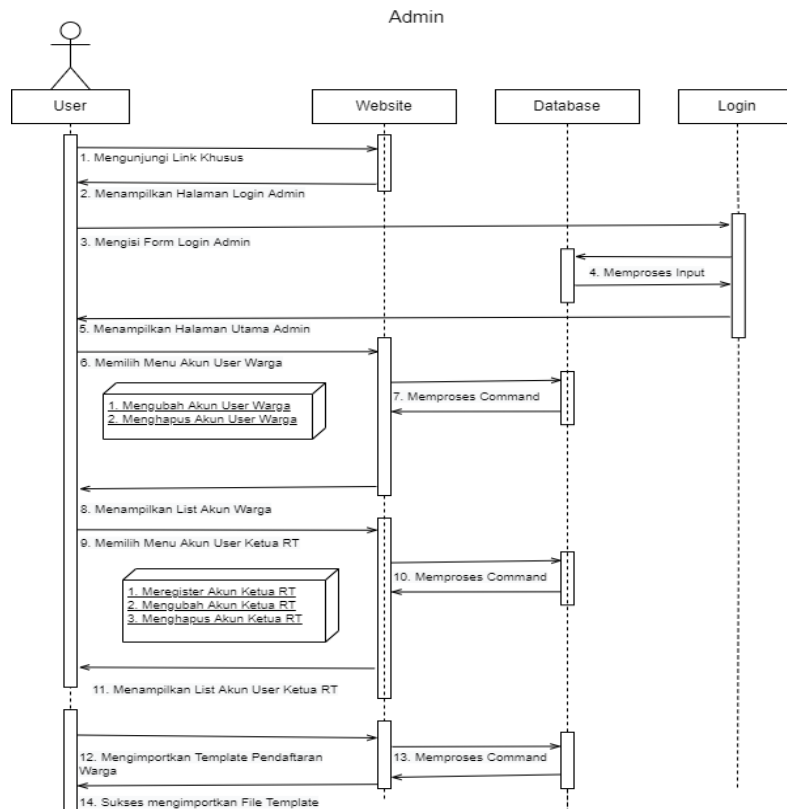 Admin
User
Website
Database
Login
1. Mengunjungi Link Khusus
2. Menampilkan Halaman Login Admin
3. Mengisi Form Login Admin
4. Memproses Input
5. Menampilkan Halaman Utama Admin
6. Memilih Menu Akun User Warga
1. Mengubah Akun User Warga
2. Menghapus Akun User Warga
7. Memproses Command
8. Menampilkan List Akun Warga
9. Memilih Menu Akun User Ketua RT
1. Meregister Akun Ketua RT
2. Mengubah Akun Ketua RT
3. Menghapus Akun Ketua RT
10. Memproses Command
11. Menampilkan List Akun User Ketua RT
12. Mengimportkan Template Pendaftaran
Warga
13. Memproses Command
14. Sukses mengimportkan File Template